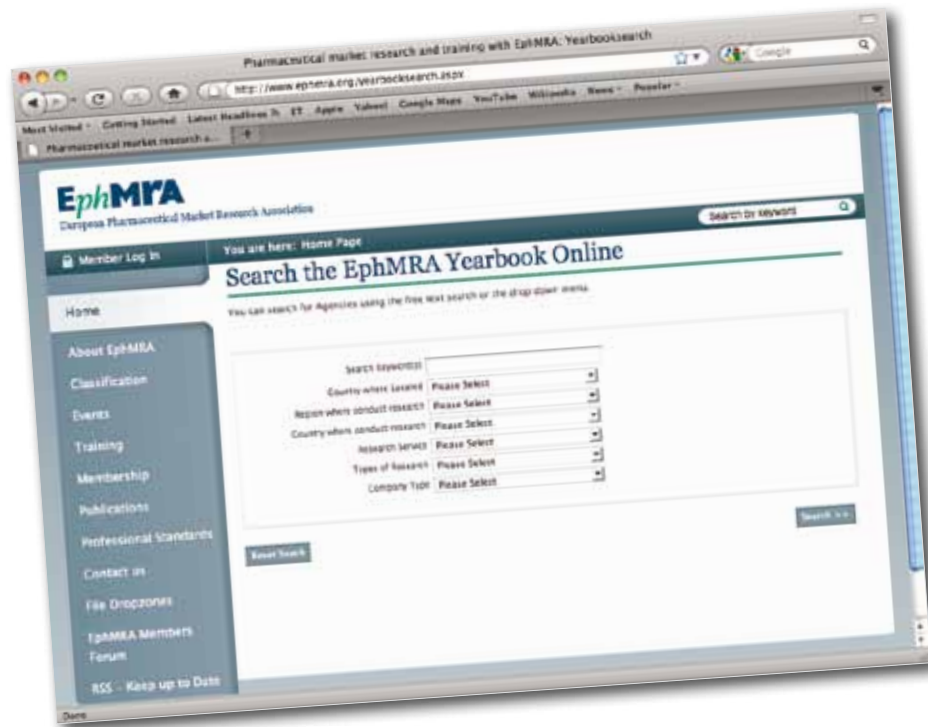 Pharmaceutical market research and training with EphMRA: Yearbooksearch
http://www.ephmra.org/yearbooksearch.aspx
Google
Most Visited Getting Started Latest Headlines Apple Yahoo! Google Maps YouTube Wikipedia News Popular
Pharmaceutical market research a...
EphMRA
European Pharmaceutical Market Research Association
Search by keyword
Member Log in
You are here: Home Page
Search the EphMRA Yearbook Online
You can search for Agencies using the free text search or the drop down menu.
Home
About EphMRA
Classification
Events
Training
Membership
Publications
Professional Standards
Contact us
File Dropzones
EphMRA Members
Forum
RSS - Keep up to Date
Search Keyword(s)
Country where Located Please Select
Region where conduct research Please Select
Country where conduct research Please Select
Research Service Please Select
Types of Research Please Select
Company Type Please Select
Reset Search
Search >>
Done